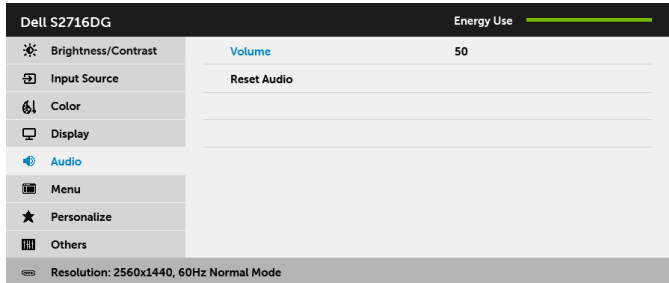 Dell S2716DG Energy Use
Brightness/Contrast Volume 50
Input Source Reset Audio
Color
Display
Audio
Menu
Personalize
Others
Resolution: 2560x1440, 60Hz Normal Mode